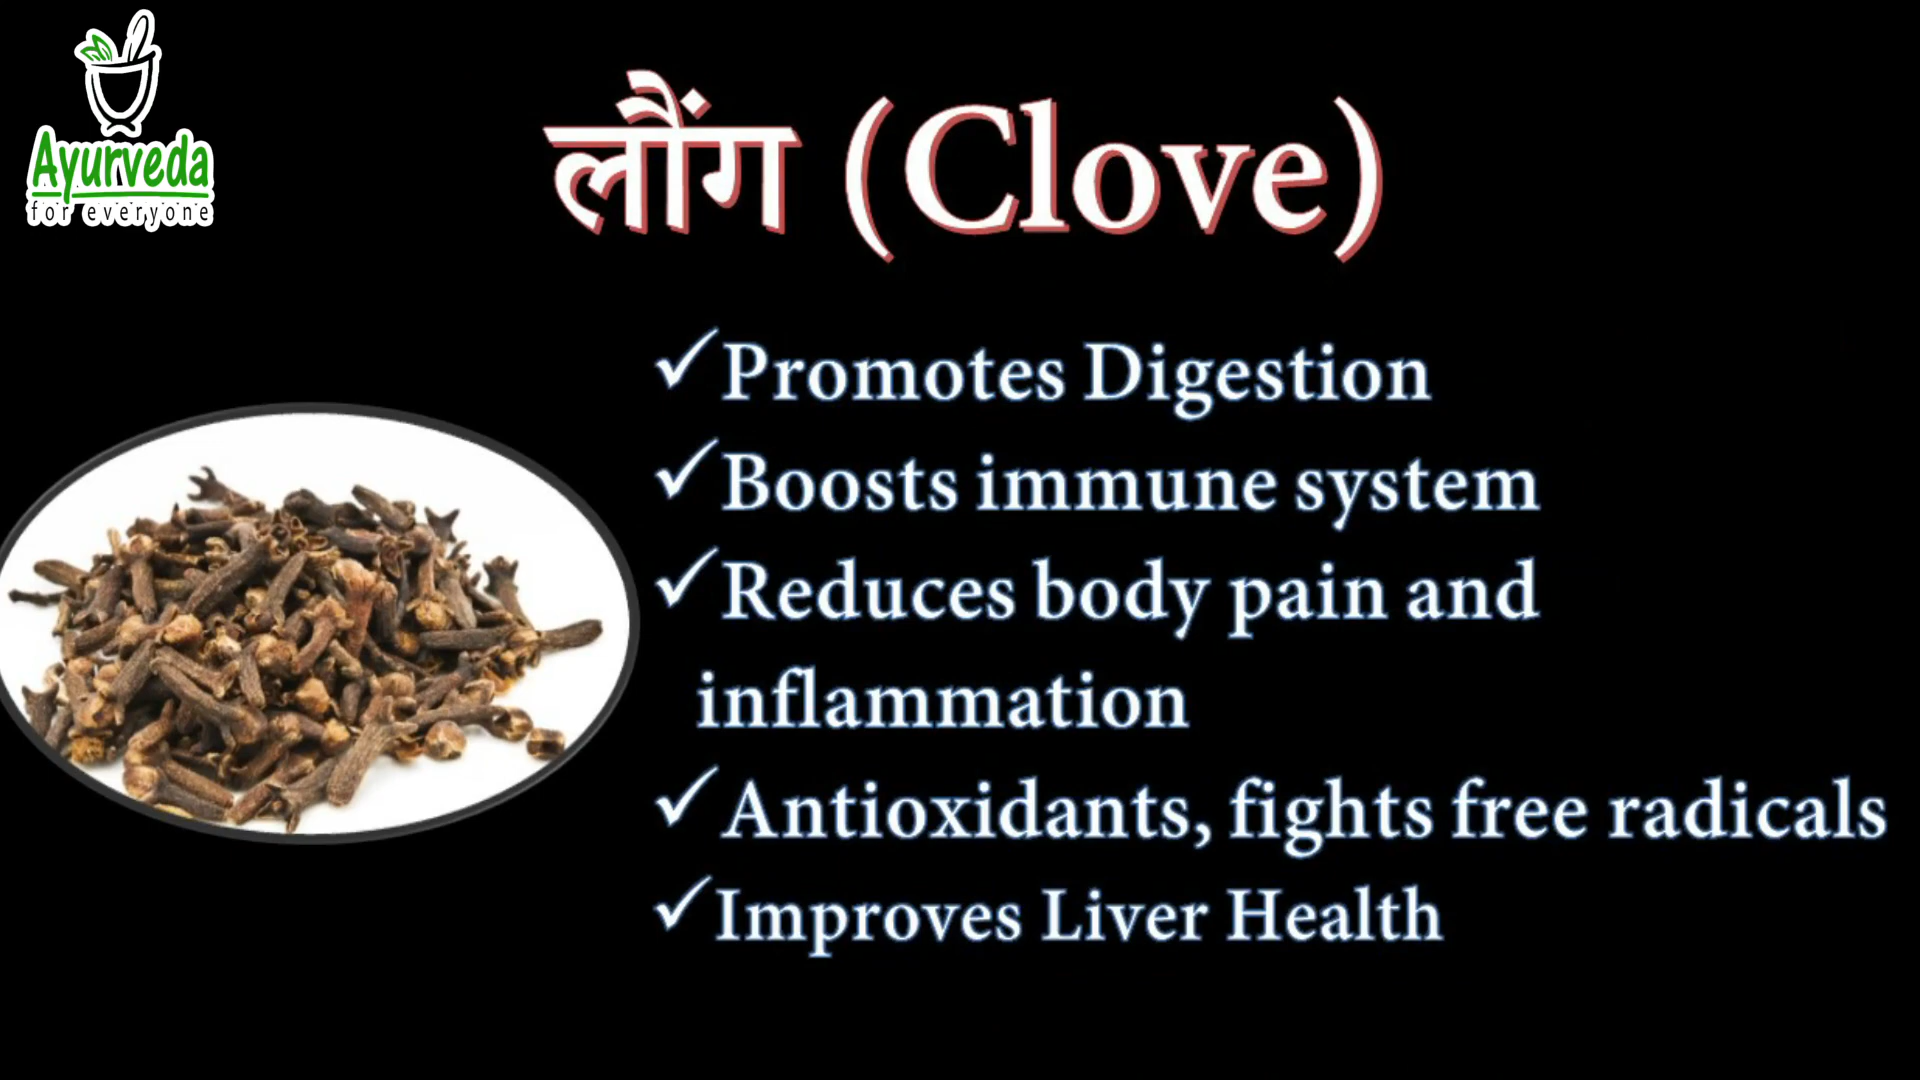 Ayurveda
for everyone
लौंग (Clove)
✓Promotes Digestion
✓Boosts immune system
✓Reduces body pain and
inflammation
✓Antioxidants, fights free radicals
✓Improves Liver Health